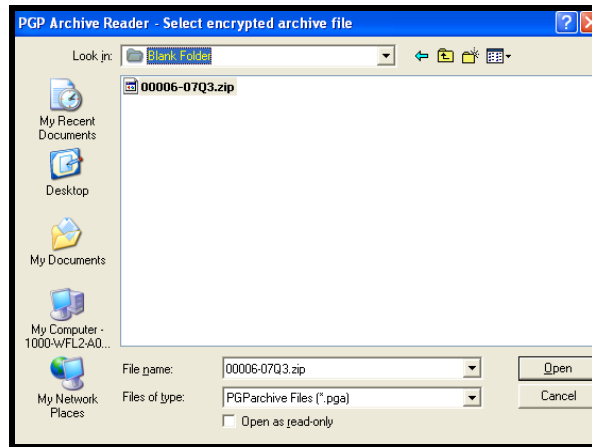 PGP Archive Reader - Select encrypted archive file
Look in:
Blank Folder
00006-07Q3.zip
My Recent
Documents
Desktop
My Documents
My Computer -
1000-WFL2-A0...
My Network
Places
File name:
00006-07Q3.zip
Open
Files of type:
PGParchive Files (*.pga)
Cancel
Open as read-only